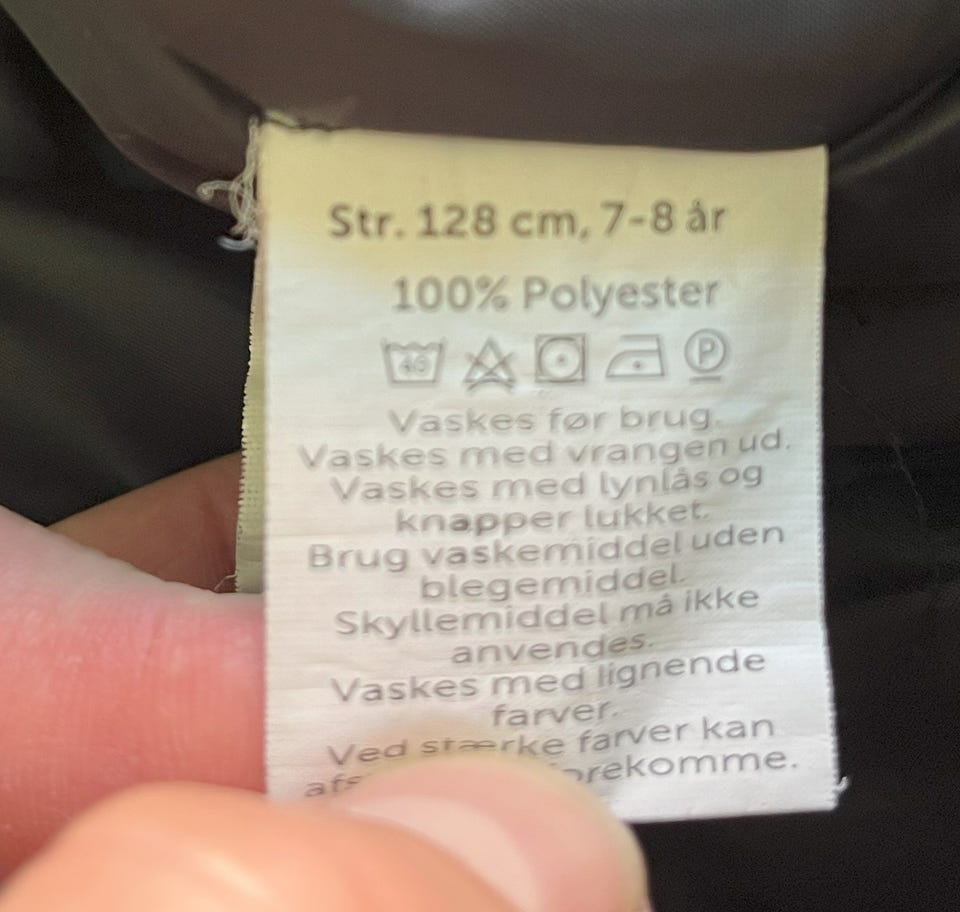 Str. 128 cm, 7-8 år
100% Polyester
40 P
Vaskes før brug.
Vaskes med vrangen ud.
Vaskes med lynlås og
knapper lukket.
Brug vaskemiddel uden
blegemiddel.
Skyllemiddel må ikke
anvendes.
Vaskes med lignende
farver.
Ved stærke farver kan